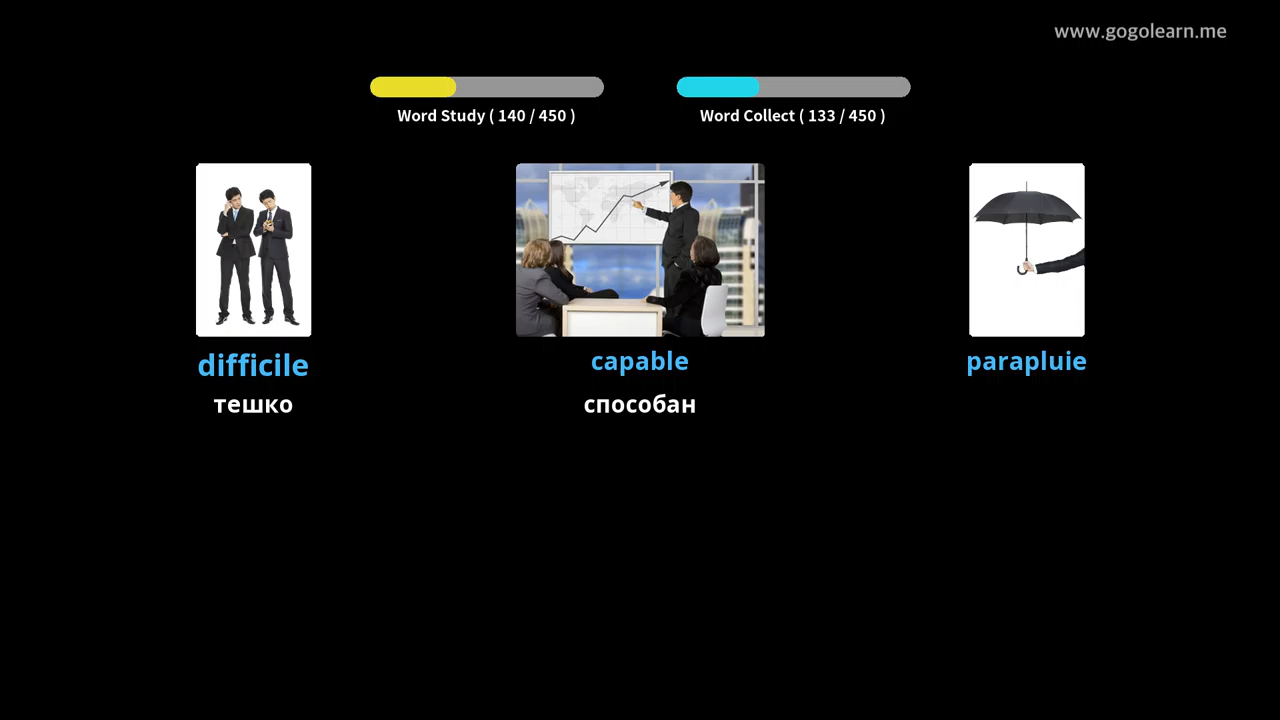 www.gogolearn.me
Word Study ( 140 / 450 )
Word Collect ( 133 / 450 )
difficile
capable
parapluie
тешко
способан